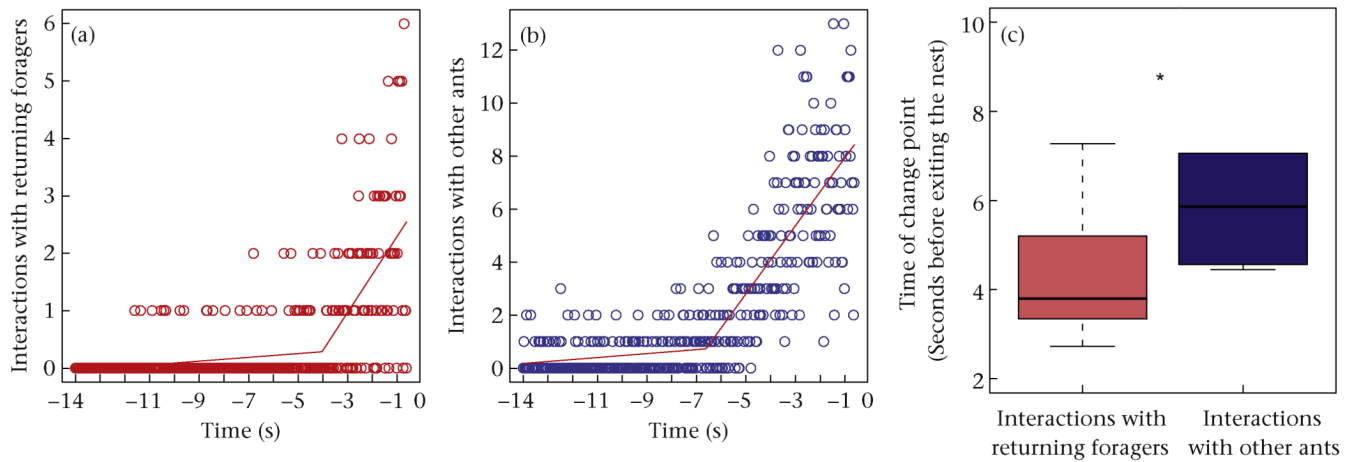 (a)
Interactions with returning foragers
6
5
4
3
2
1
0
−14 −11 −9 −7 −5 −3 −1 0
Time (s)
(b)
Interactions with other ants
12
10
8
6
4
2
0
−14 −11 −9 −7 −5 −3 −1 0
Time (s)
(c)
Time of change point
(Seconds before exiting the nest)
10
8
6
4
2
*
Interactions with
returning foragers
Interactions
with other ants